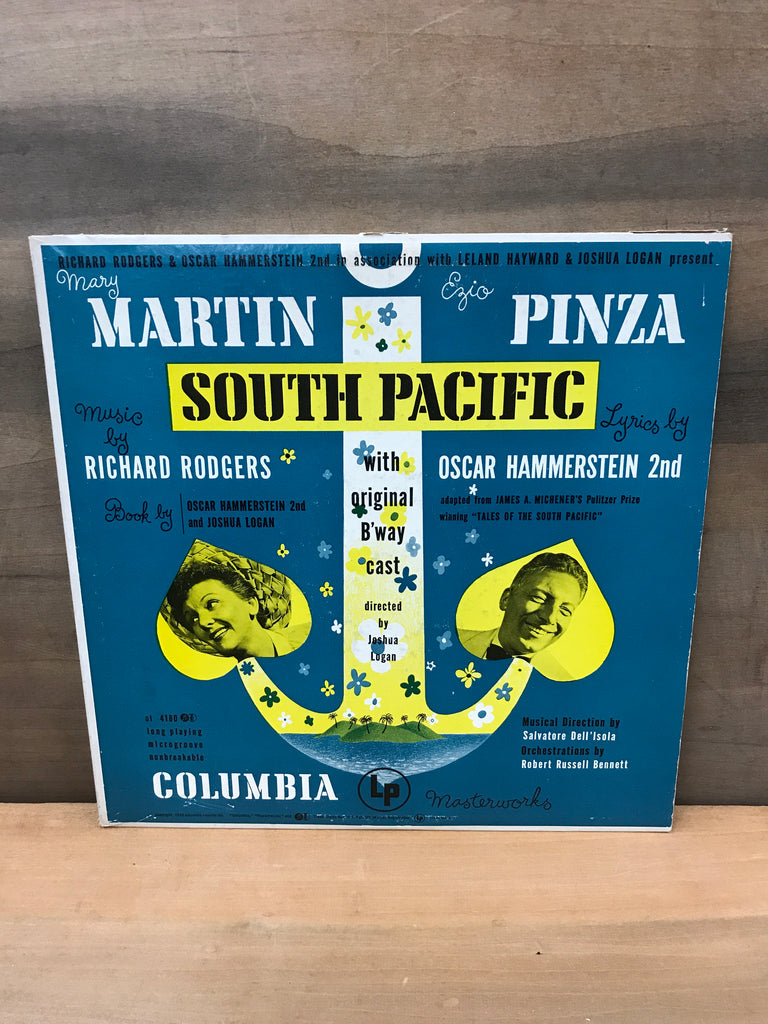 RICHARD RODGERS & OSCAR HAMMERSTEIN 2nd in association with LELAND HAYWARD & JOSHUA LOGAN present
Mary
MARTIN
Ezio
PINZA
SOUTH PACIFIC
Music
by
RICHARD RODGERS
Lyrics by
OSCAR HAMMERSTEIN 2nd
Book by
OSCAR HAMMERSTEIN 2nd
and JOSHUA LOGAN
adapted from JAMES A. MICHENER'S Pulitzer Prize
winning "TALES OF THE SOUTH PACIFIC"
with
original
B'way
cast
directed
by
Joshua
Logan
ol 4180
long playing
microgroove
nonbreakable
COLUMBIA
Lp
Masterworks
Musical Direction by
Salvatore Dell'Isola
Orchestrations by
Robert Russell Bennett